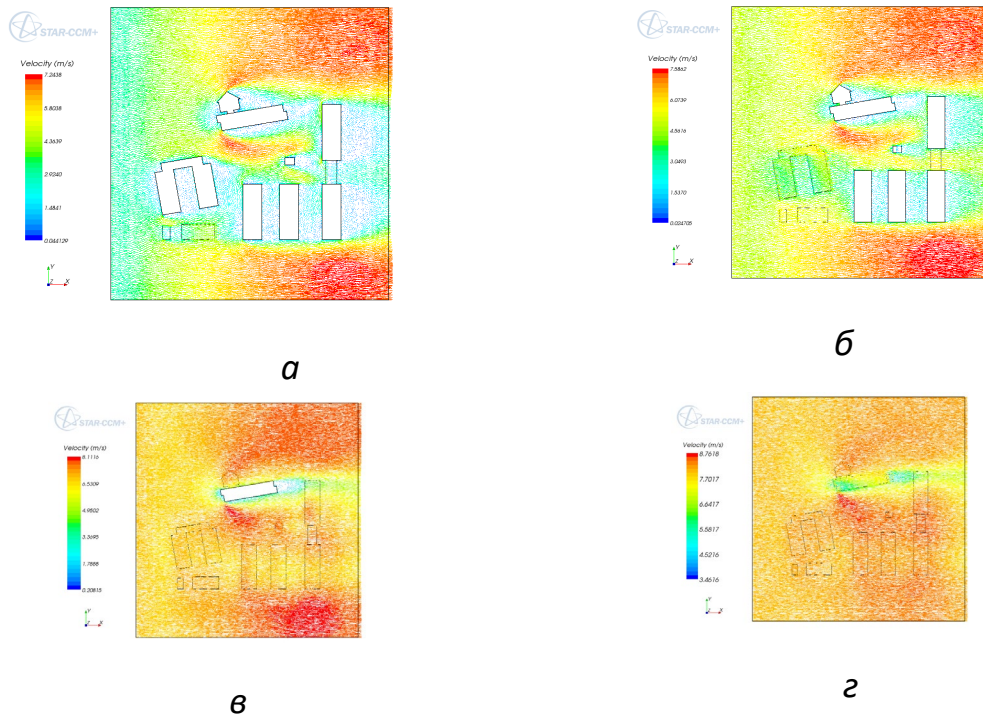 STAR-CCM+
Velocity (m/s)
7.2438
5.8038
4.3639
2.9240
1.4841
0.044129
Y
Z
X
а
STAR-CCM+
Velocity (m/s)
7.5862
6.0739
4.5616
3.0493
1.5370
0.024705
Y
Z
X
б
STAR-CCM+
Velocity (m/s)
8.1116
6.5309
4.9502
3.3695
1.7888
0.20815
Y
Z
X
в
STAR-CCM+
Velocity (m/s)
8.7618
7.7017
6.6417
5.5817
4.5216
3.4616
Y
Z
X
г